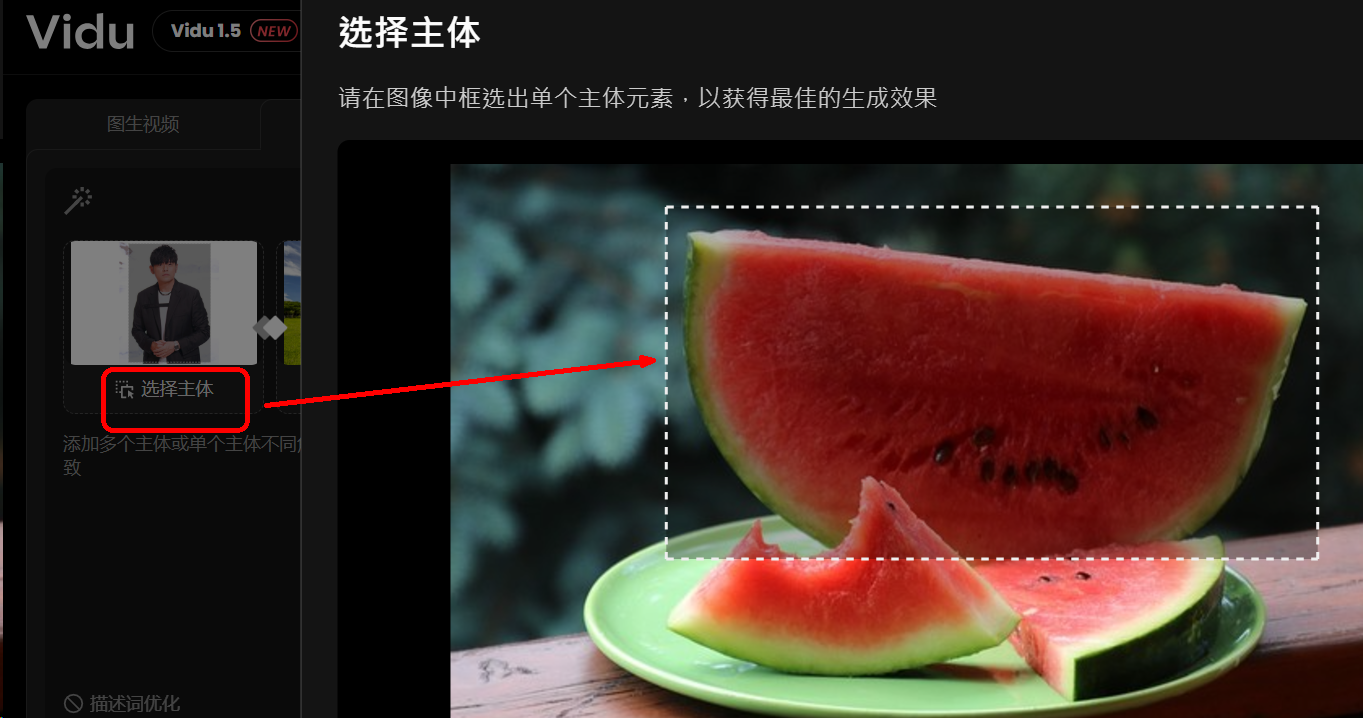 Vidu
Vidu 1.5 NEW
图生视频
选择主体
添加多个主体或单个主体不同
致
描述词优化
选择主体
请在图像中框选出单个主体元素，以获得最佳的生成效果